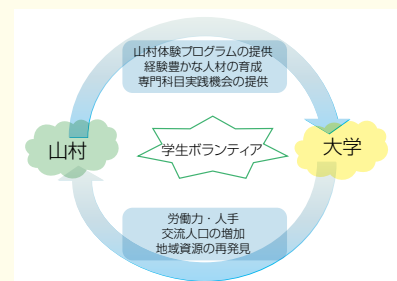 山村体験プログラムの提供
経験豊かな人材の育成
専門科目実践機会の提供
山村
学生ボランティア
大学
労働力・人手
交流人口の増加
地域資源の再発見